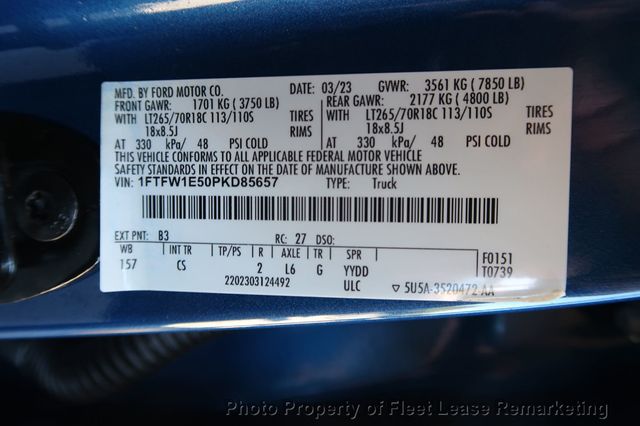 MFD. BY FORD MOTOR CO. DATE: 03/23 GVWR: 3561 KG ( 7850 LB)
FRONT GAWR: 1701 KG ( 3750 LB) REAR GAWR: 2177 KG ( 4800 LB)
WITH LT265/70R18C 113/110S TIRES WITH LT265/70R18C 113/110S TIRES
18x8.5J RIMS 18x8.5J RIMS
AT 330 kPa/ 48 PSI COLD AT 330 kPa/ 48 PSI COLD
THIS VEHICLE CONFORMS TO ALL APPLICABLE FEDERAL MOTOR VEHICLE
SAFETY STANDARDS IN EFFECT ON THE DATE OF MANUFACTURE SHOWN ABOVE.
VIN: 1FTFW1E50PKD85657 TYPE: Truck
EXT PNT: B3 RC: 27 DSO:
WB INT TR TP/PS R AXLE TR SPR F0151
157 CS 2 L6 G YYDD T0739
2202303124492 ULC ▽ 5U5A-3520472-AA
Photo Property of Fleet Lease Remarketing